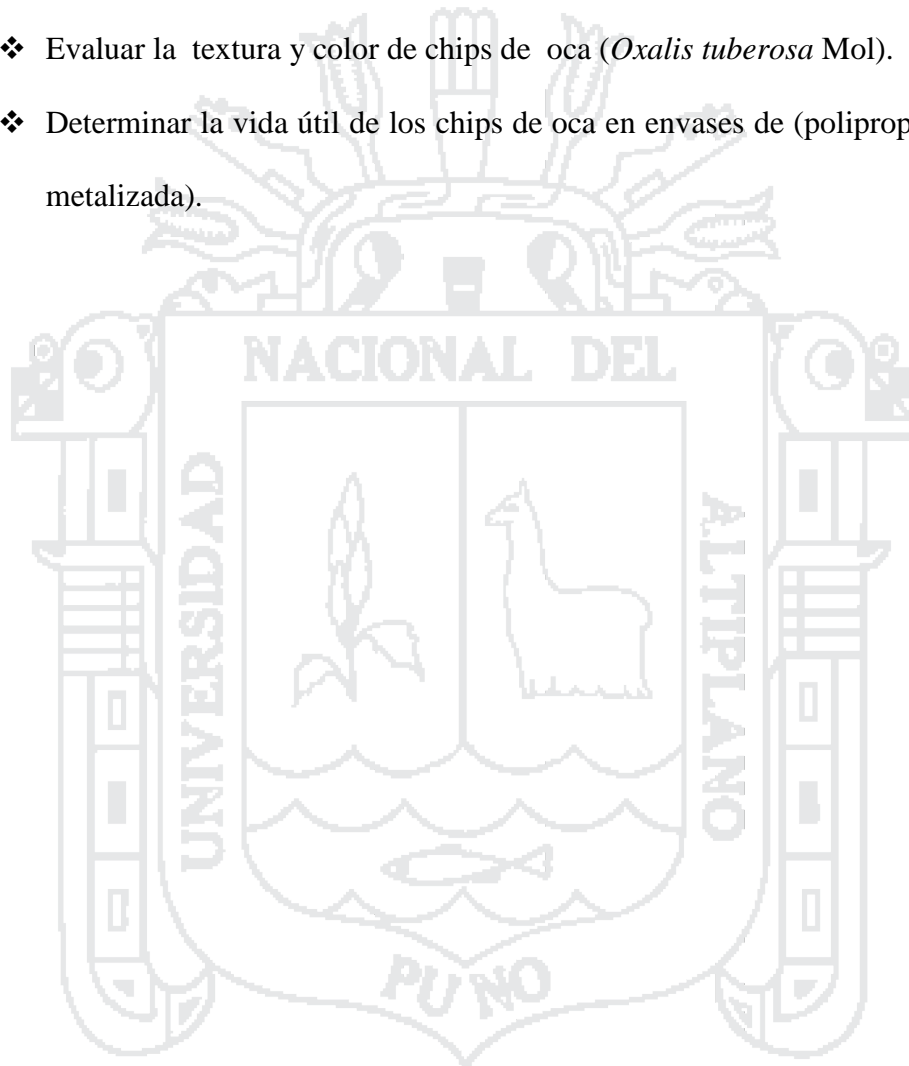 ❖ Evaluar la textura y color de chips de oca (Oxalis tuberosa Mol).
❖ Determinar la vida útil de los chips de oca en envases de (poliprop
metalizada).
NACIONAL DEL
UNIVERSIDAD
ALTIPLANO
PUNO